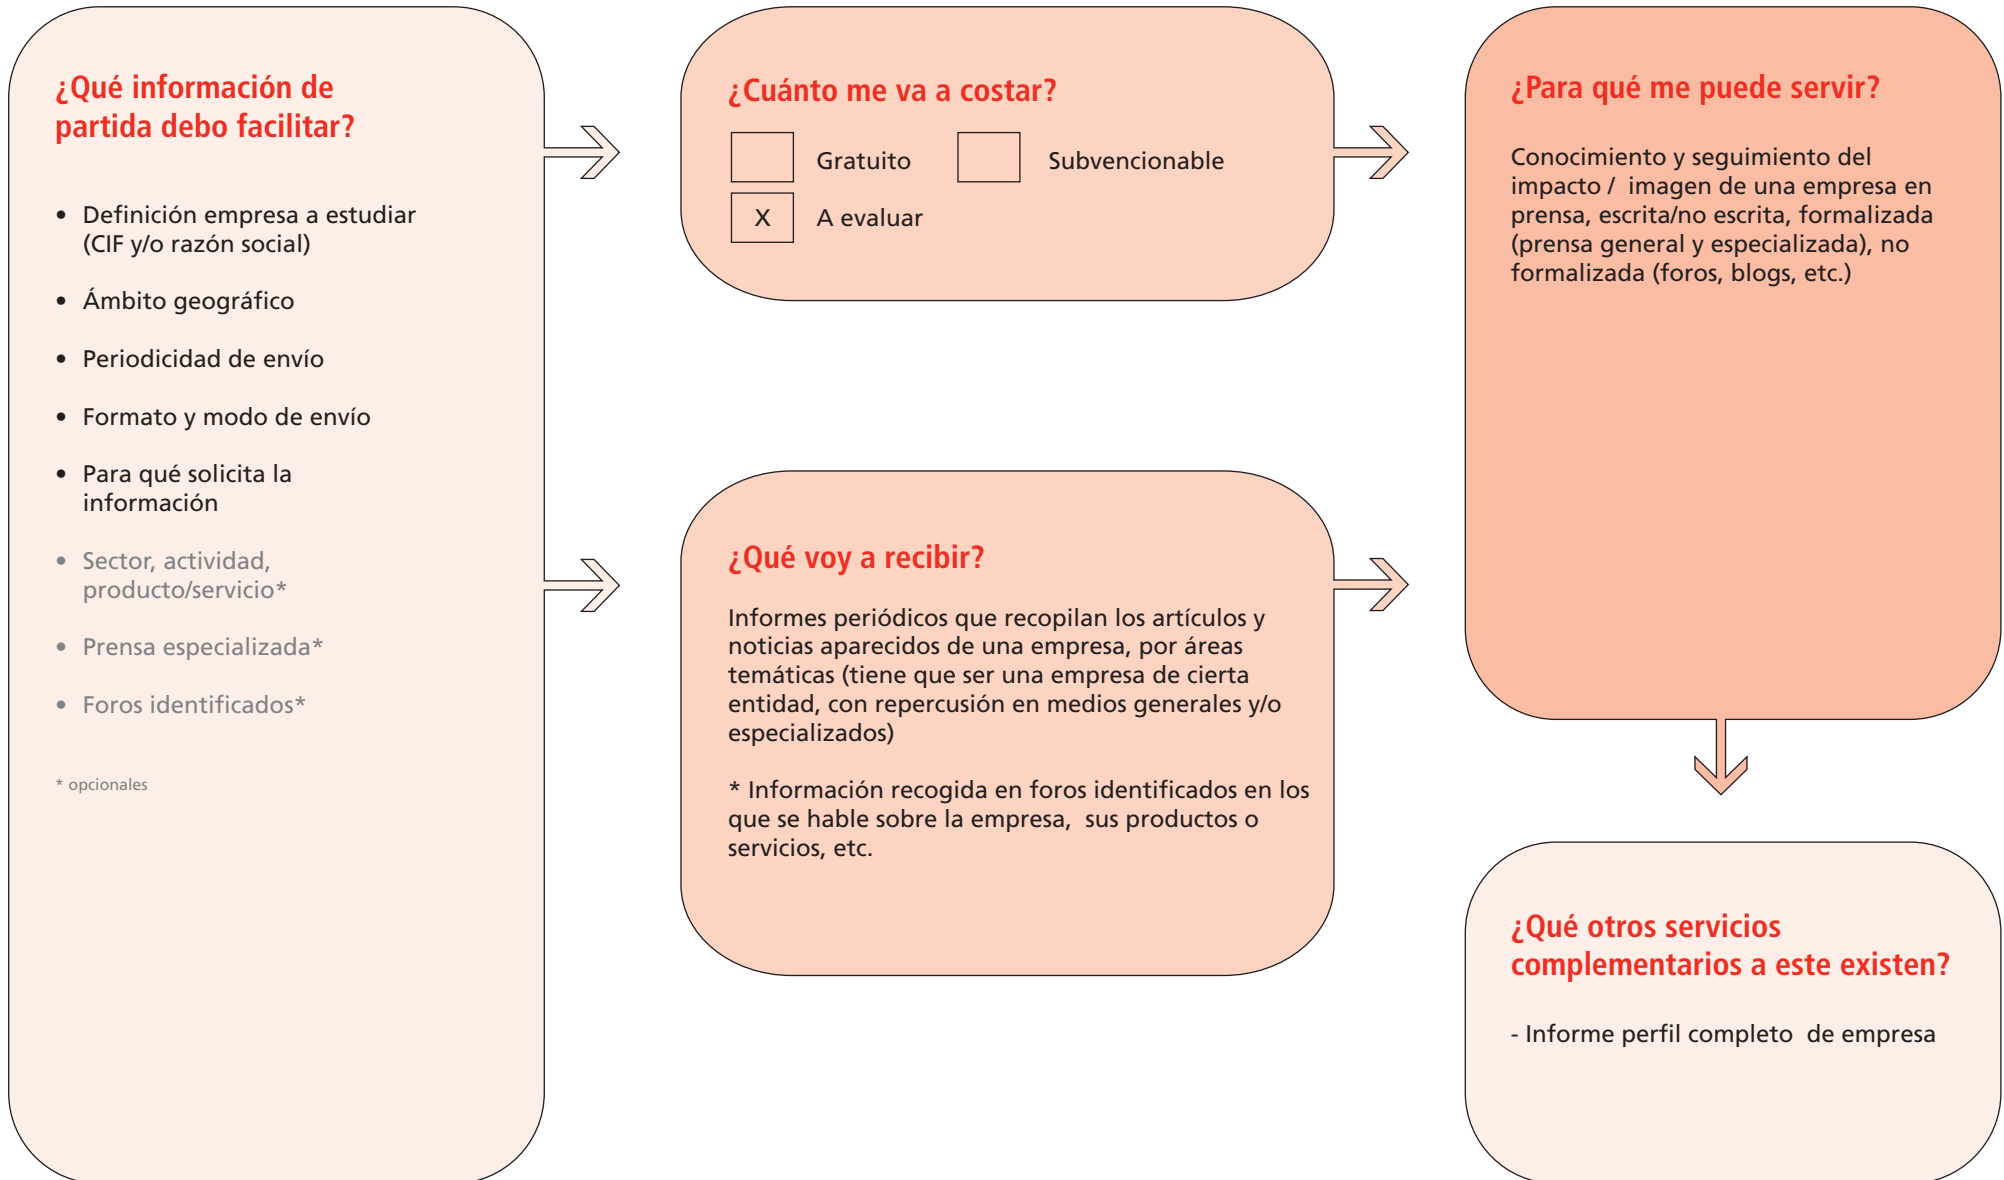 ¿Qué información de
partida debo facilitar?
• Definición empresa a estudiar
(CIF y/o razón social)
• Ámbito geográfico
• Periodicidad de envío
• Formato y modo de envío
• Para qué solicita la
información
• Sector, actividad,
producto/servicio*
• Prensa especializada*
• Foros identificados*
* opcionales
¿Cuánto me va a costar?
Gratuito
Subvencionable
X A evaluar
¿Qué voy a recibir?
Informes periódicos que recopilan los artículos y
noticias aparecidos de una empresa, por áreas
temáticas (tiene que ser una empresa de cierta
entidad, con repercusión en medios generales y/o
especializados)
* Información recogida en foros identificados en los
que se hable sobre la empresa, sus productos o
servicios, etc.
¿Para qué me puede servir?
Conocimiento y seguimiento del
impacto / imagen de una empresa en
prensa, escrita/no escrita, formalizada
(prensa general y especializada), no
formalizada (foros, blogs, etc.)
¿Qué otros servicios
complementarios a este existen?
- Informe perfil completo de empresa